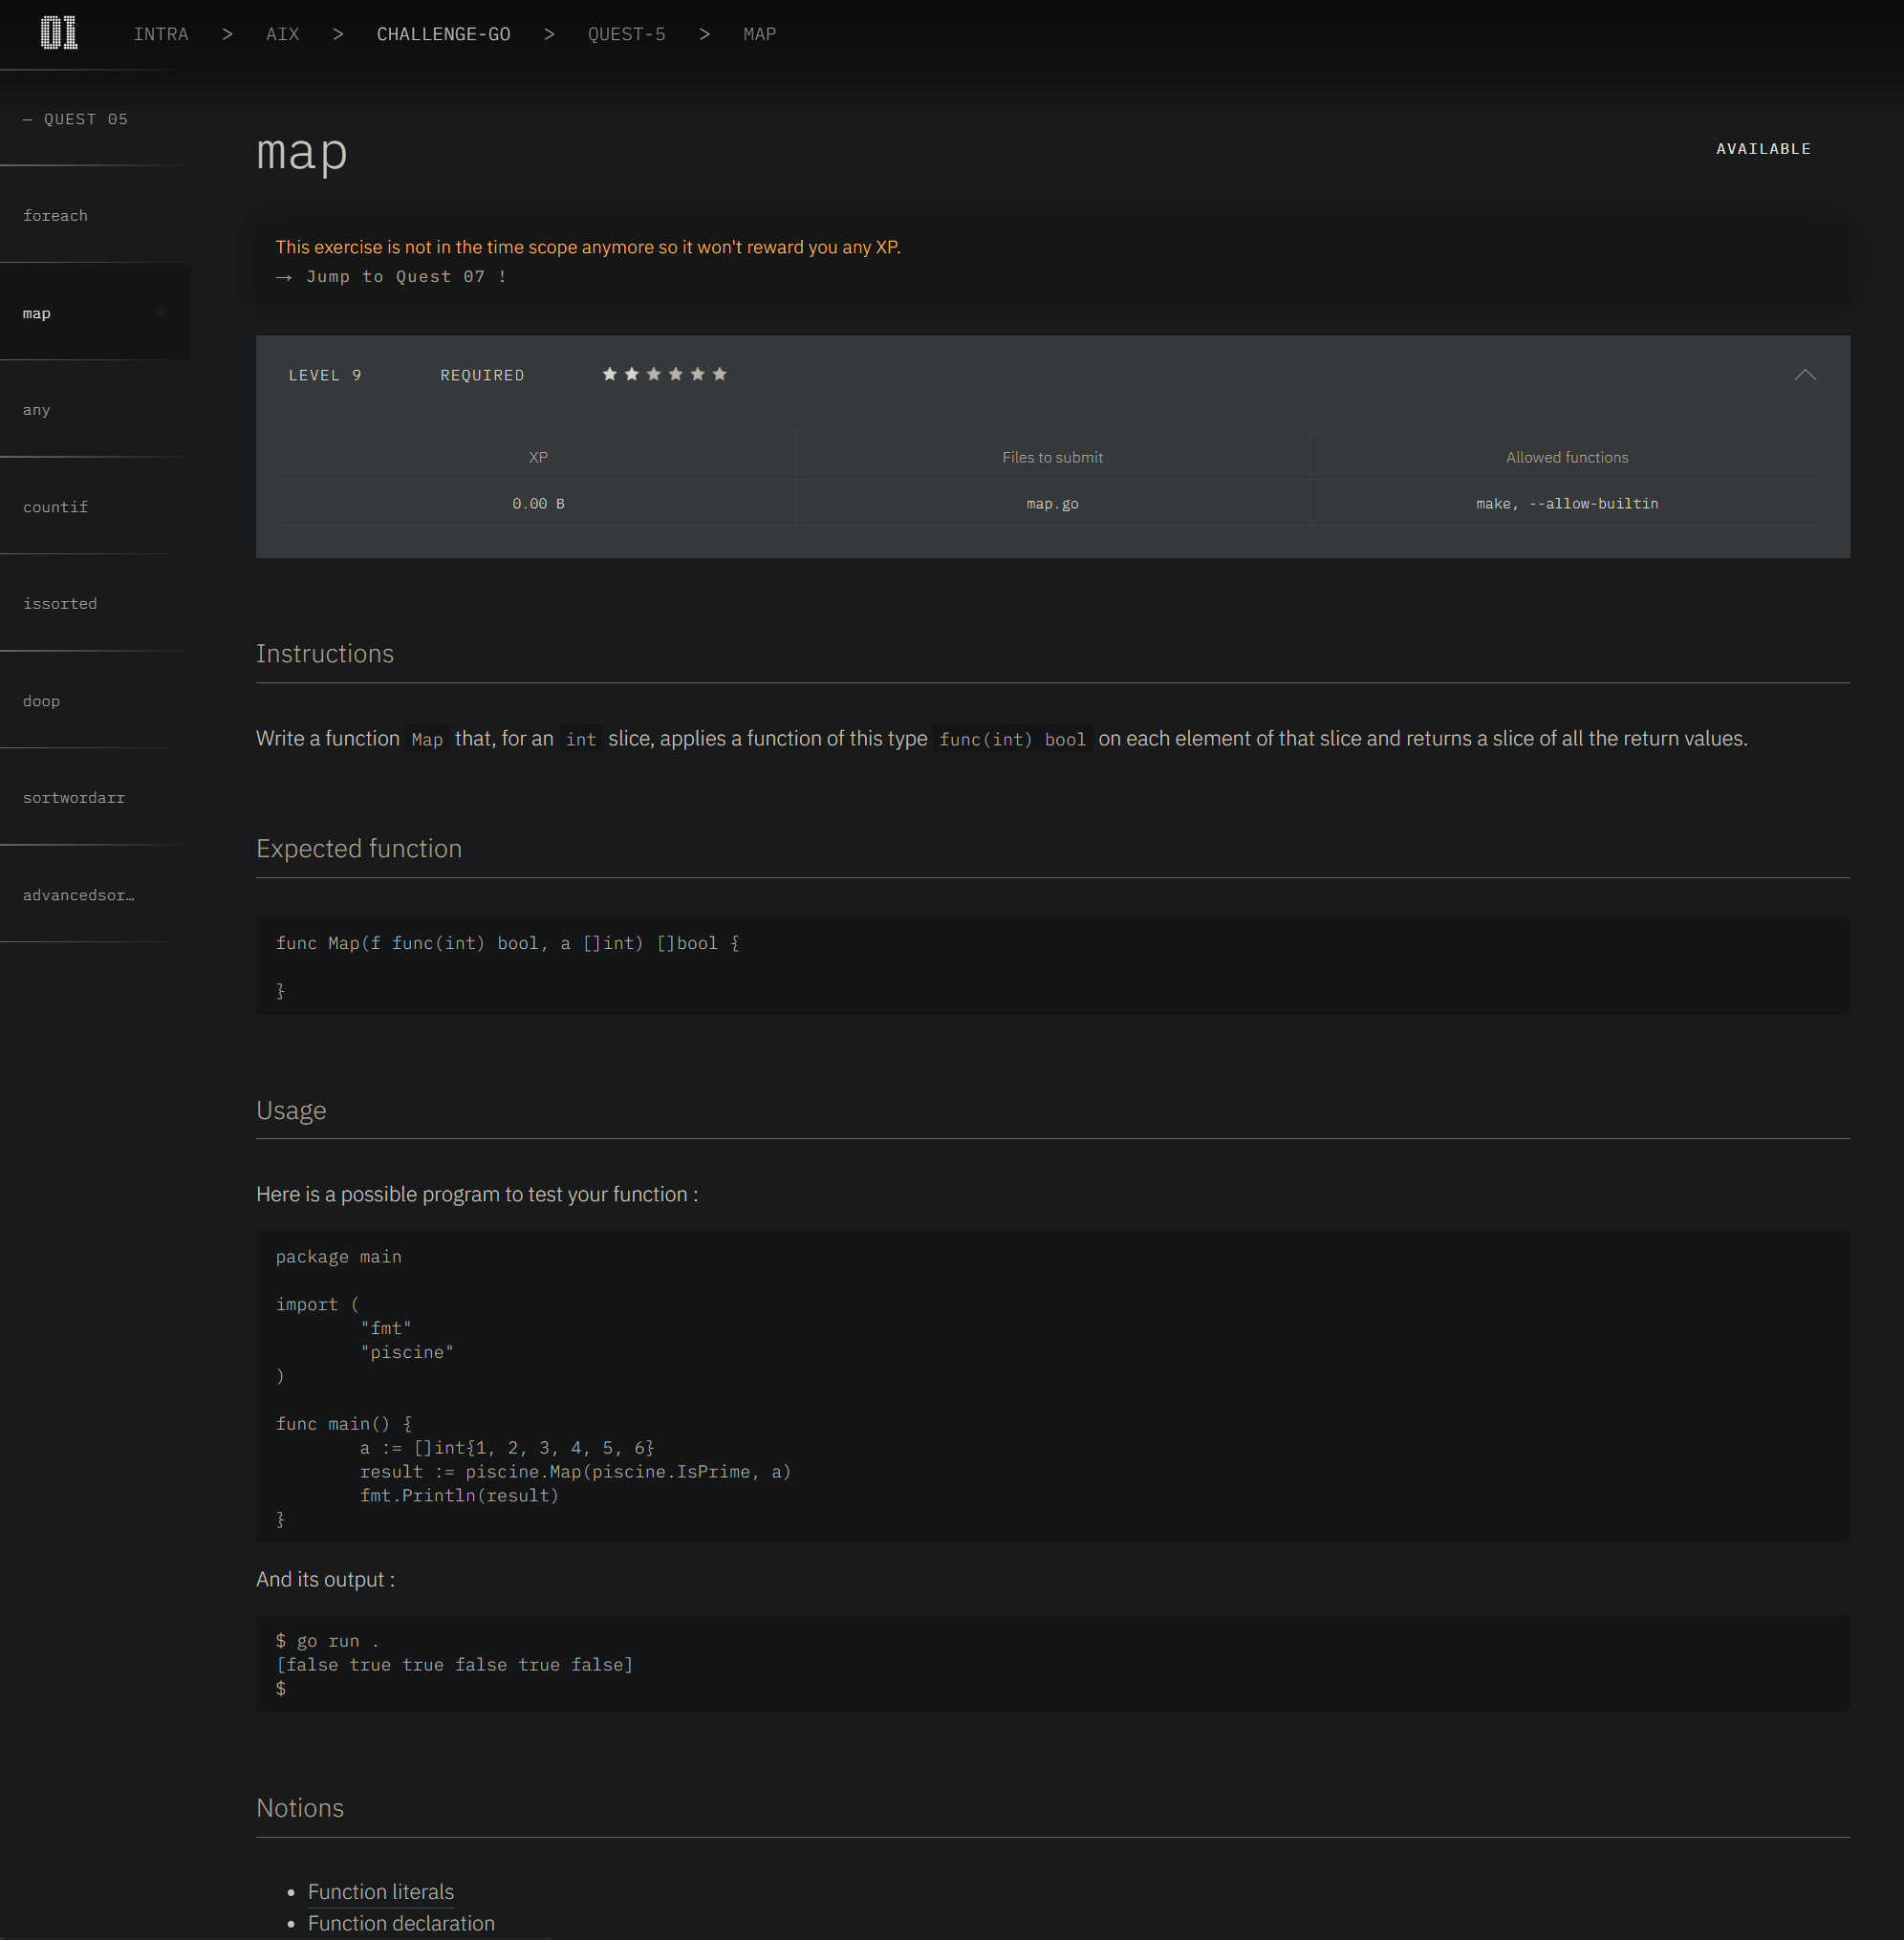 01 INTRA > AIX > CHALLENGE-GO > QUEST-5 > MAP
— QUEST 05
foreach
map
any
countif
issorted
doop
sortwordarr
advancedsor…
map
AVAILABLE
This exercise is not in the time scope anymore so it won't reward you any XP.
→ Jump to Quest 07 !
LEVEL 9 REQUIRED
XP Files to submit Allowed functions
0.00 B map.go make, --allow-builtin
Instructions
Write a function Map that, for an int slice, applies a function of this type func(int) bool on each element of that slice and returns a slice of all the return values.
Expected function
func Map(f func(int) bool, a []int) []bool {
}
Usage
Here is a possible program to test your function :
package main
import (
"fmt"
"piscine"
)
func main() {
a := []int{1, 2, 3, 4, 5, 6}
result := piscine.Map(piscine.IsPrime, a)
fmt.Println(result)
}
And its output :
$ go run .
[false true true false true false]
$
Notions
• Function literals
• Function declaration